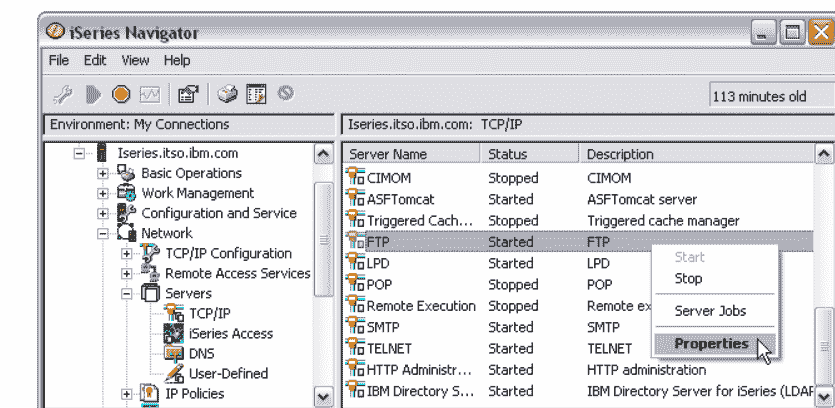 iSeries Navigator
File Edit View Help
113 minutes old
Environment: My Connections
Iseries.itso.ibm.com: TCP/IP
Iseries.itso.ibm.com
Basic Operations
Work Management
Configuration and Service
Network
TCP/IP Configuration
Remote Access Services
Servers
TCP/IP
iSeries Access
DNS
User-Defined
IP Policies
Server Name Status Description
CIMOM Stopped CIMOM
ASFTomcat Started ASFTomcat server
Triggered Cach... Stopped Triggered cache manager
FTP Started FTP
LPD Started LPD
POP Stopped POP
Remote Execution Stopped Remote ex
SMTP Started SMTP
TELNET Started TELNET
HTTP Administr... Started HTTP administration
IBM Directory S... Started IBM Directory Server for iSeries (LDAP
Start
Stop
Server Jobs
Properties